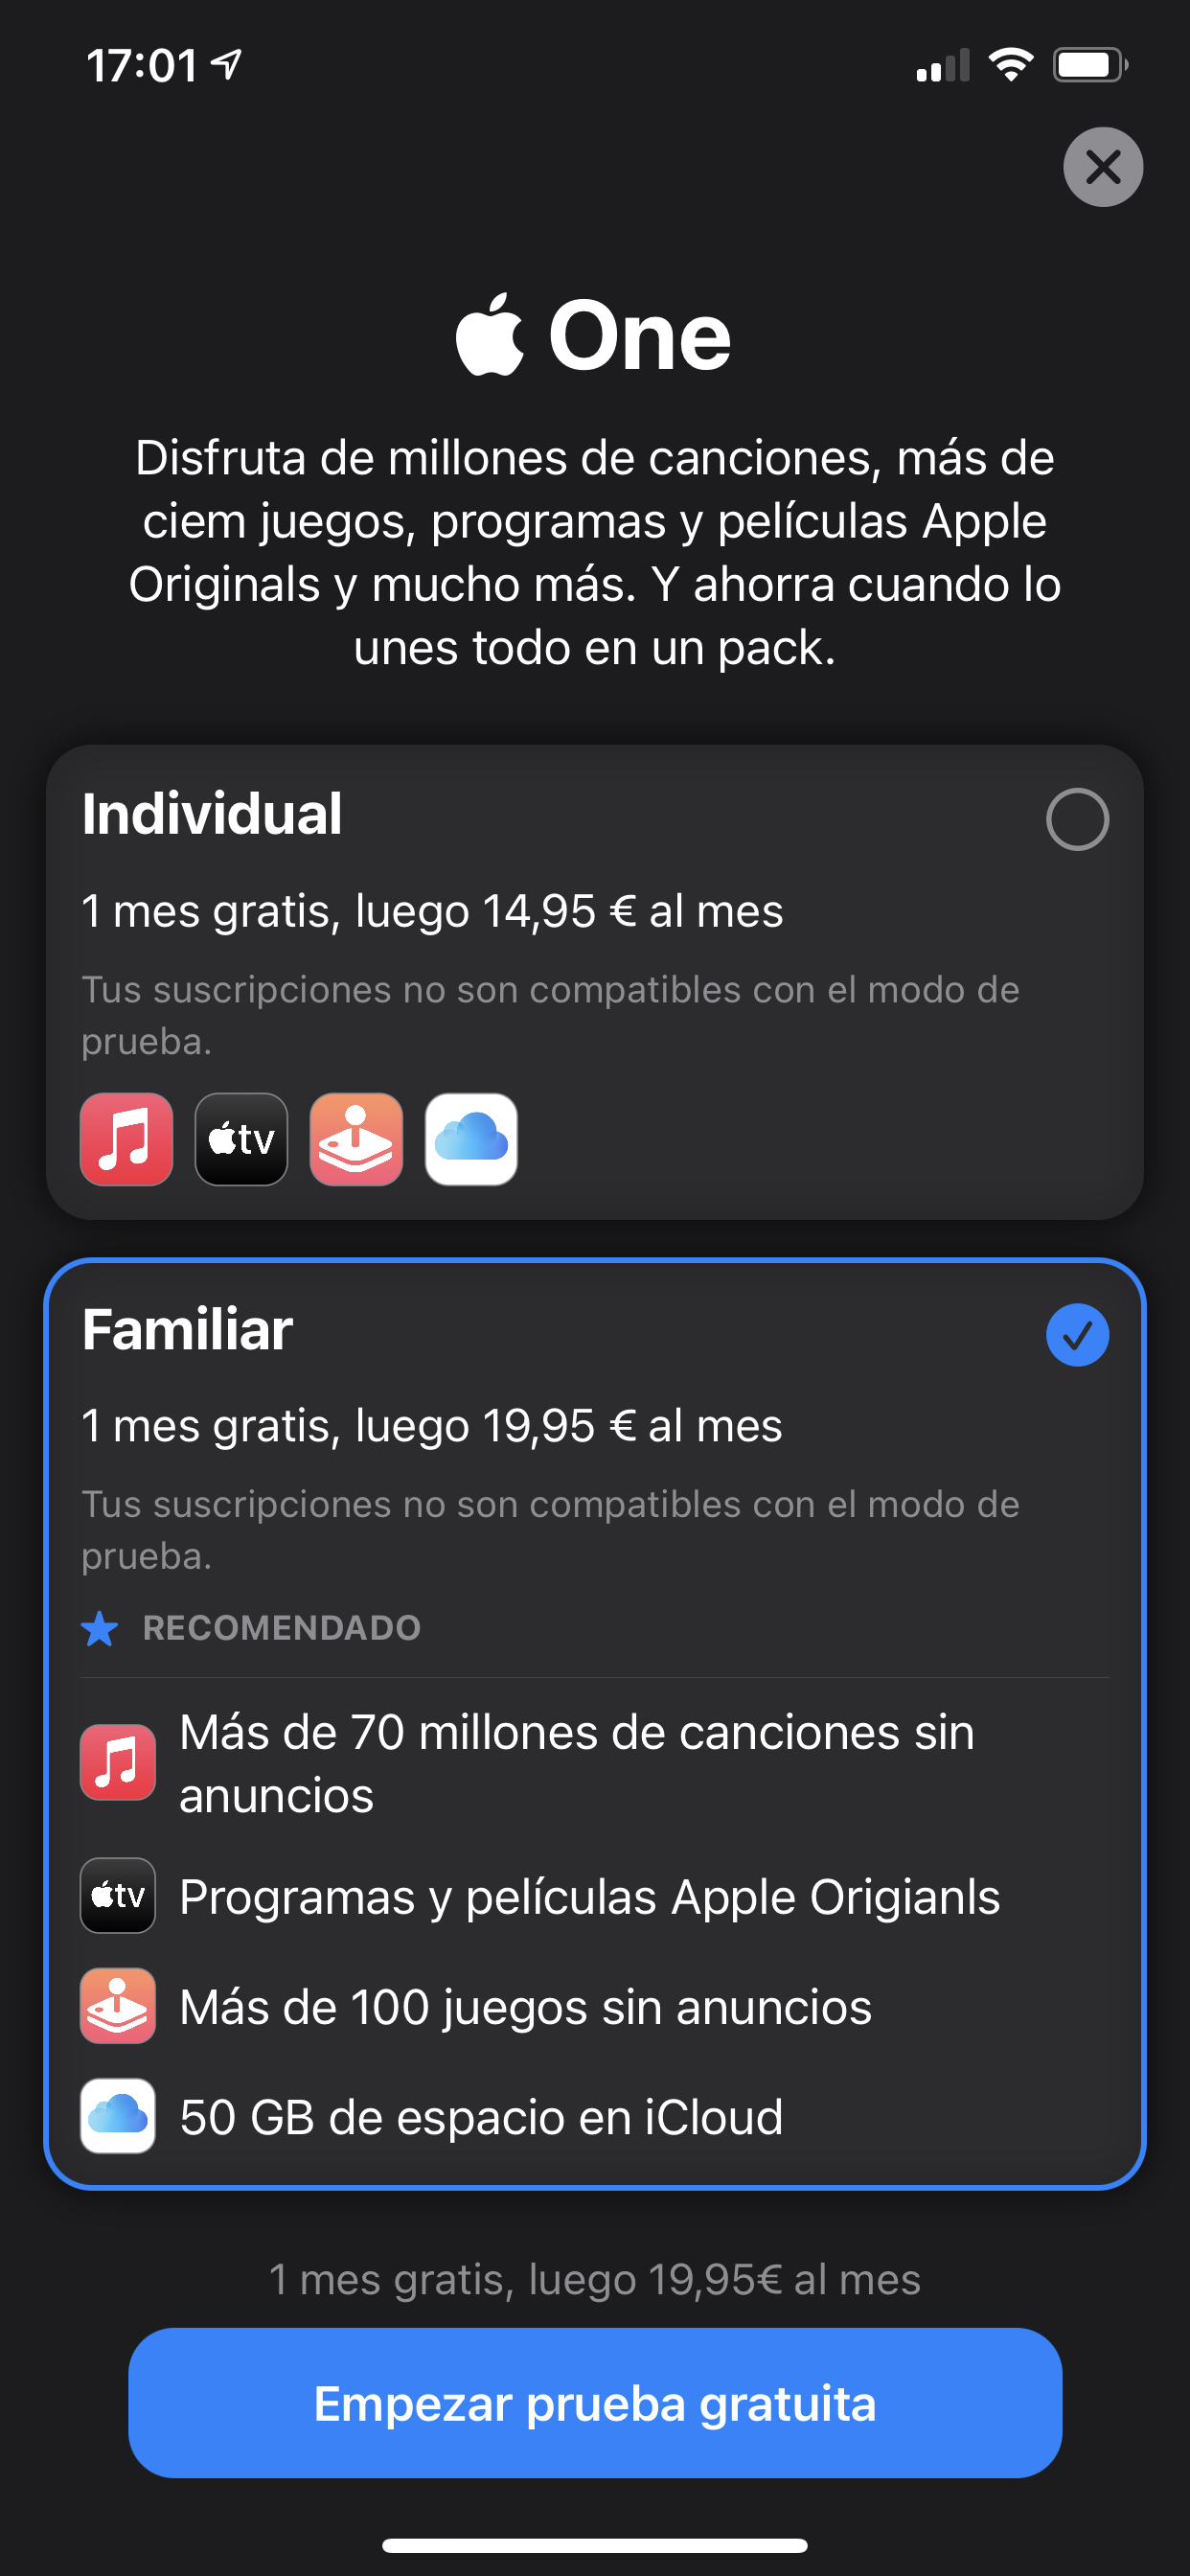 17:01
One
Disfruta de millones de canciones, más de
ciem juegos, programas y películas Apple
Originals y mucho más. Y ahorra cuando lo
unes todo en un pack.
Individual
1 mes gratis, luego 14,95 € al mes
Tus suscripciones no son compatibles con el modo de
prueba.
tv
Familiar
1 mes gratis, luego 19,95 € al mes
Tus suscripciones no son compatibles con el modo de
prueba.
RECOMENDADO
Más de 70 millones de canciones sin
anuncios
tv
Programas y películas Apple Origianls
Más de 100 juegos sin anuncios
50 GB de espacio en iCloud
1 mes gratis, luego 19,95€ al mes
Empezar prueba gratuita